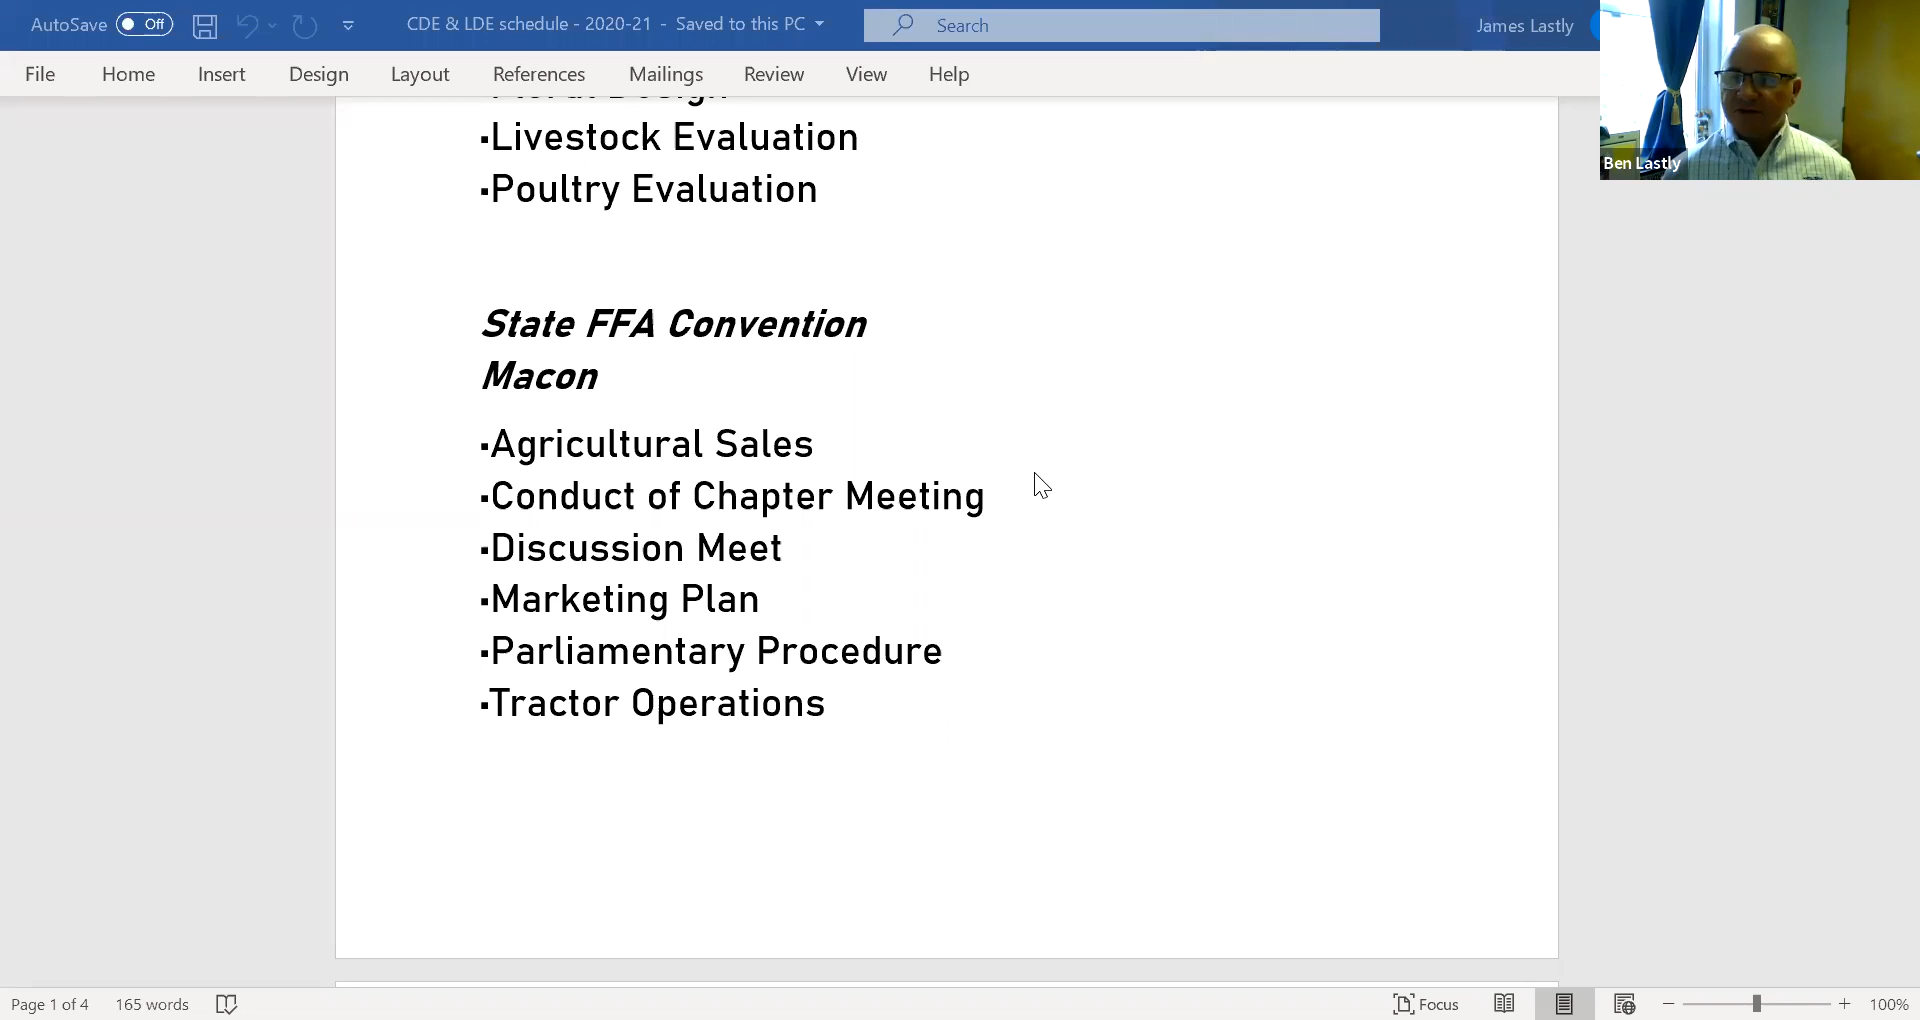 AutoSave Off CDE & LDE schedule - 2020-21 - Saved to this PC Search James Lastly
File Home Insert Design Layout References Mailings Review View Help
Ben Lastly
▪Livestock Evaluation
▪Poultry Evaluation
State FFA Convention
Macon
▪Agricultural Sales
▪Conduct of Chapter Meeting
▪Discussion Meet
▪Marketing Plan
▪Parliamentary Procedure
▪Tractor Operations
Page 1 of 4 165 words Focus 100%